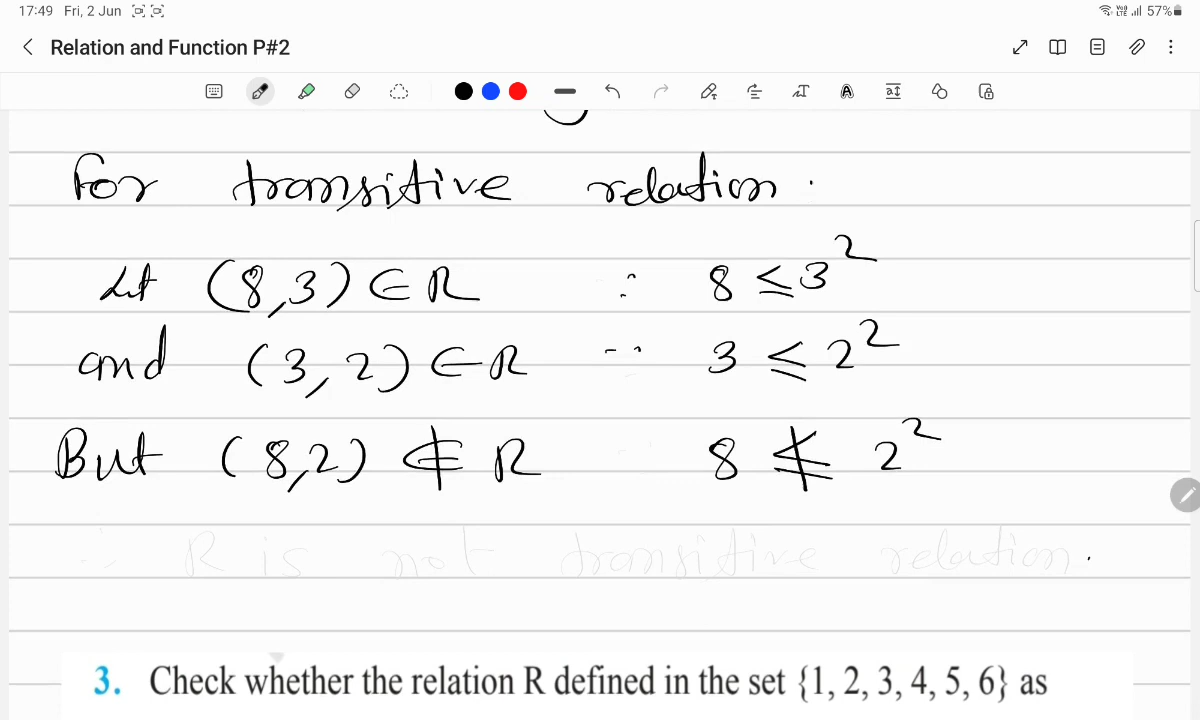 17:49 Fri, 2 Jun 57%
Relation and Function P#2
for transitive relation.
Let (8,3) ∈ R ∵ 8 ≤ 3²
and (3,2) ∈ R ∵ 3 ≤ 2²
But (8,2) ∉ R 8 ≰ 2²
∴ R is not transitive relation.
3. Check whether the relation R defined in the set {1, 2, 3, 4, 5, 6} as